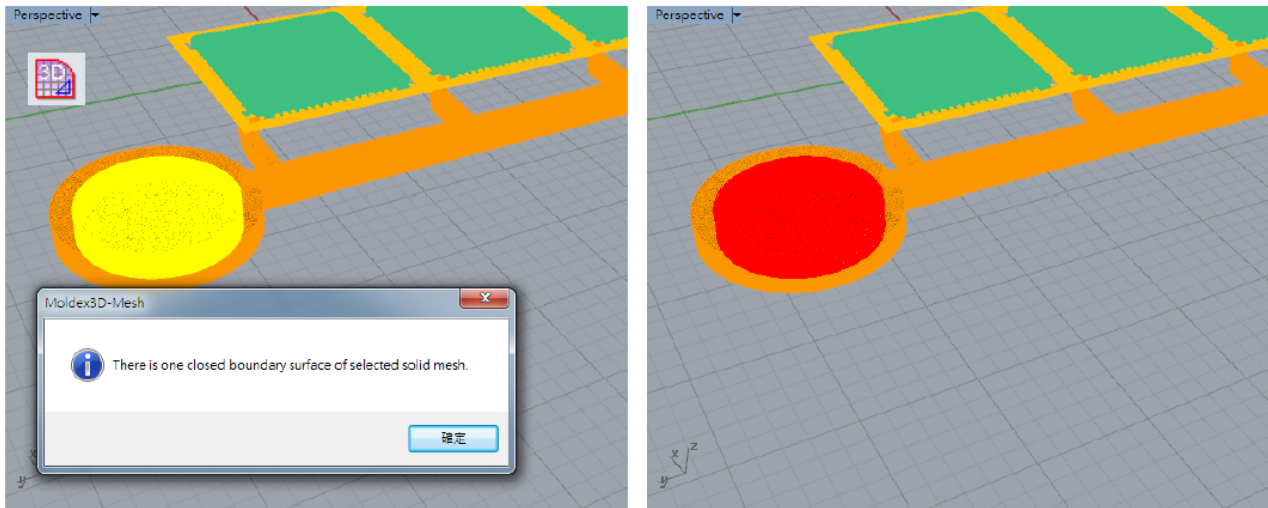 Perspective
3D
Moldex3D-Mesh
There is one closed boundary surface of selected solid mesh.
確定
x
y
Perspective
z
x
y